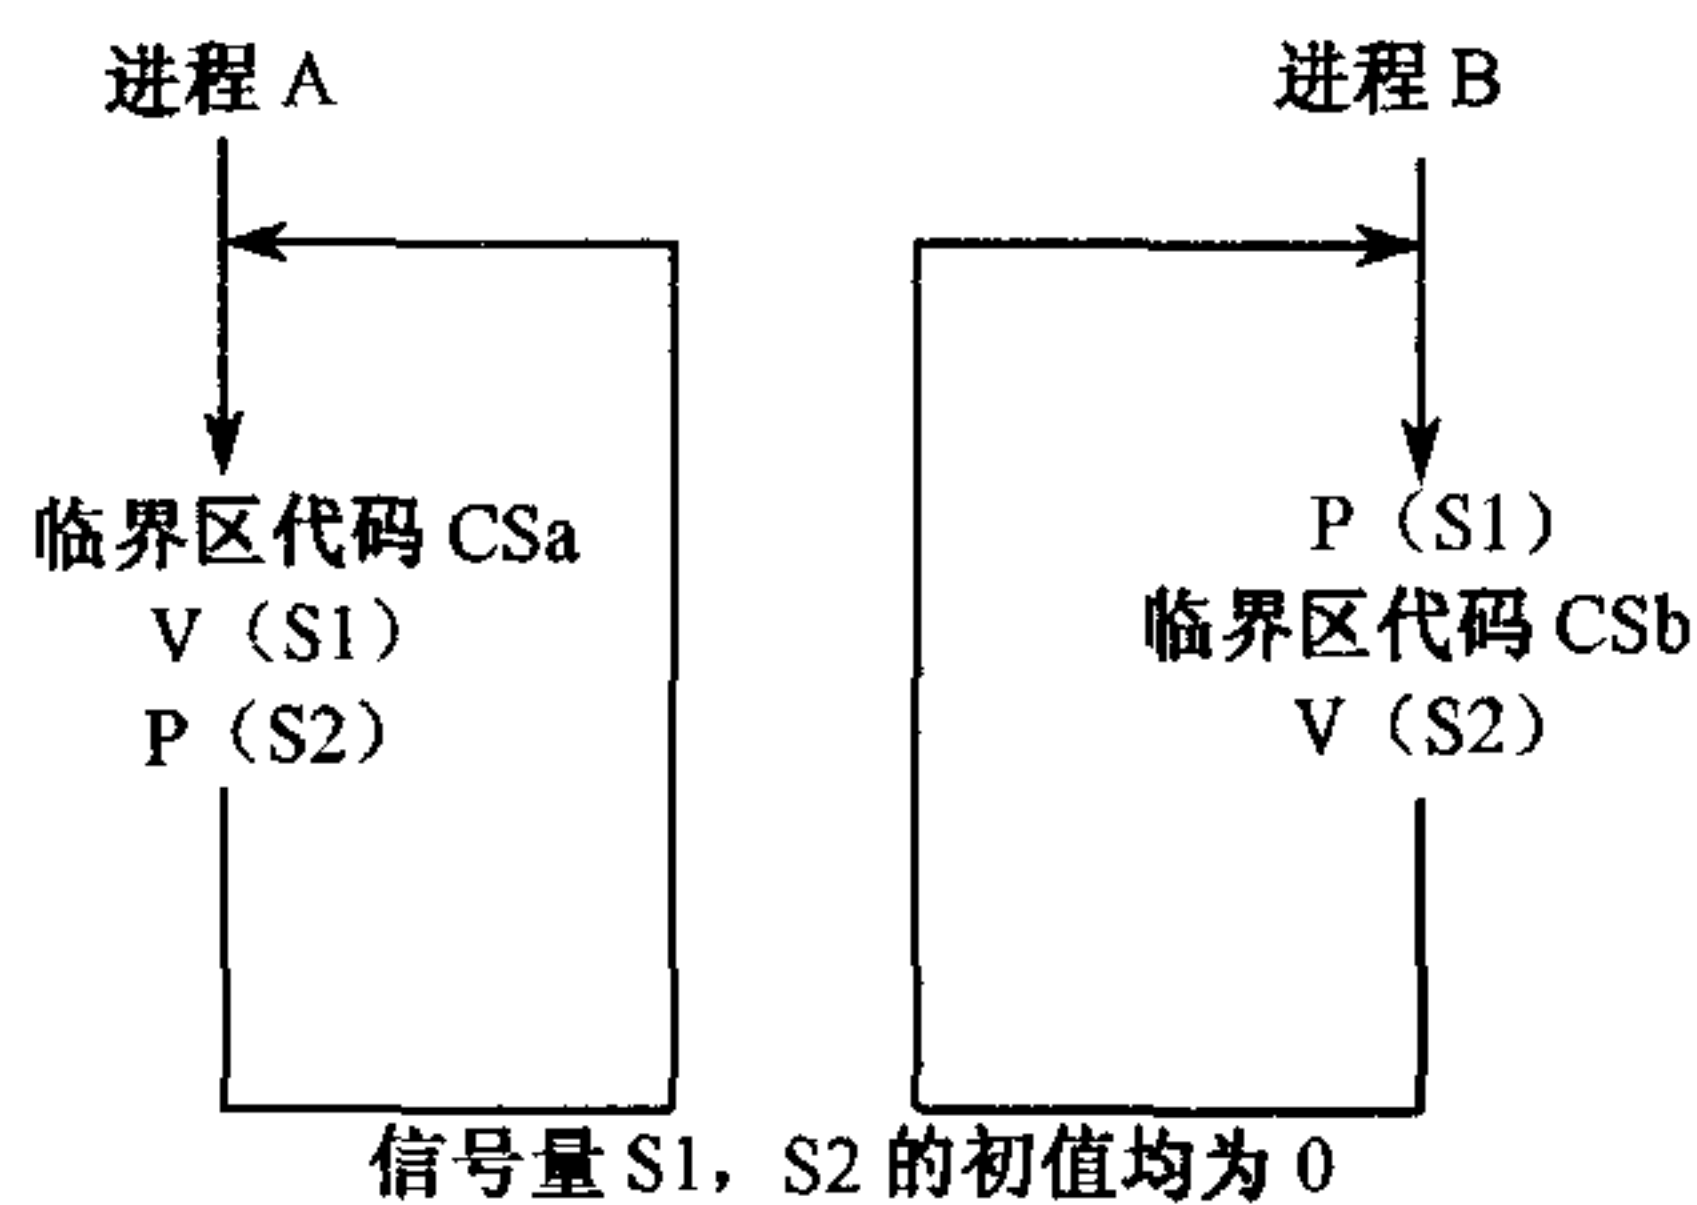 进程 A
进程 B
临界区代码 CSa
V（S1）
P（S2）
P（S1）
临界区代码 CSb
V（S2）
信号量 S1，S2 的初值均为 0